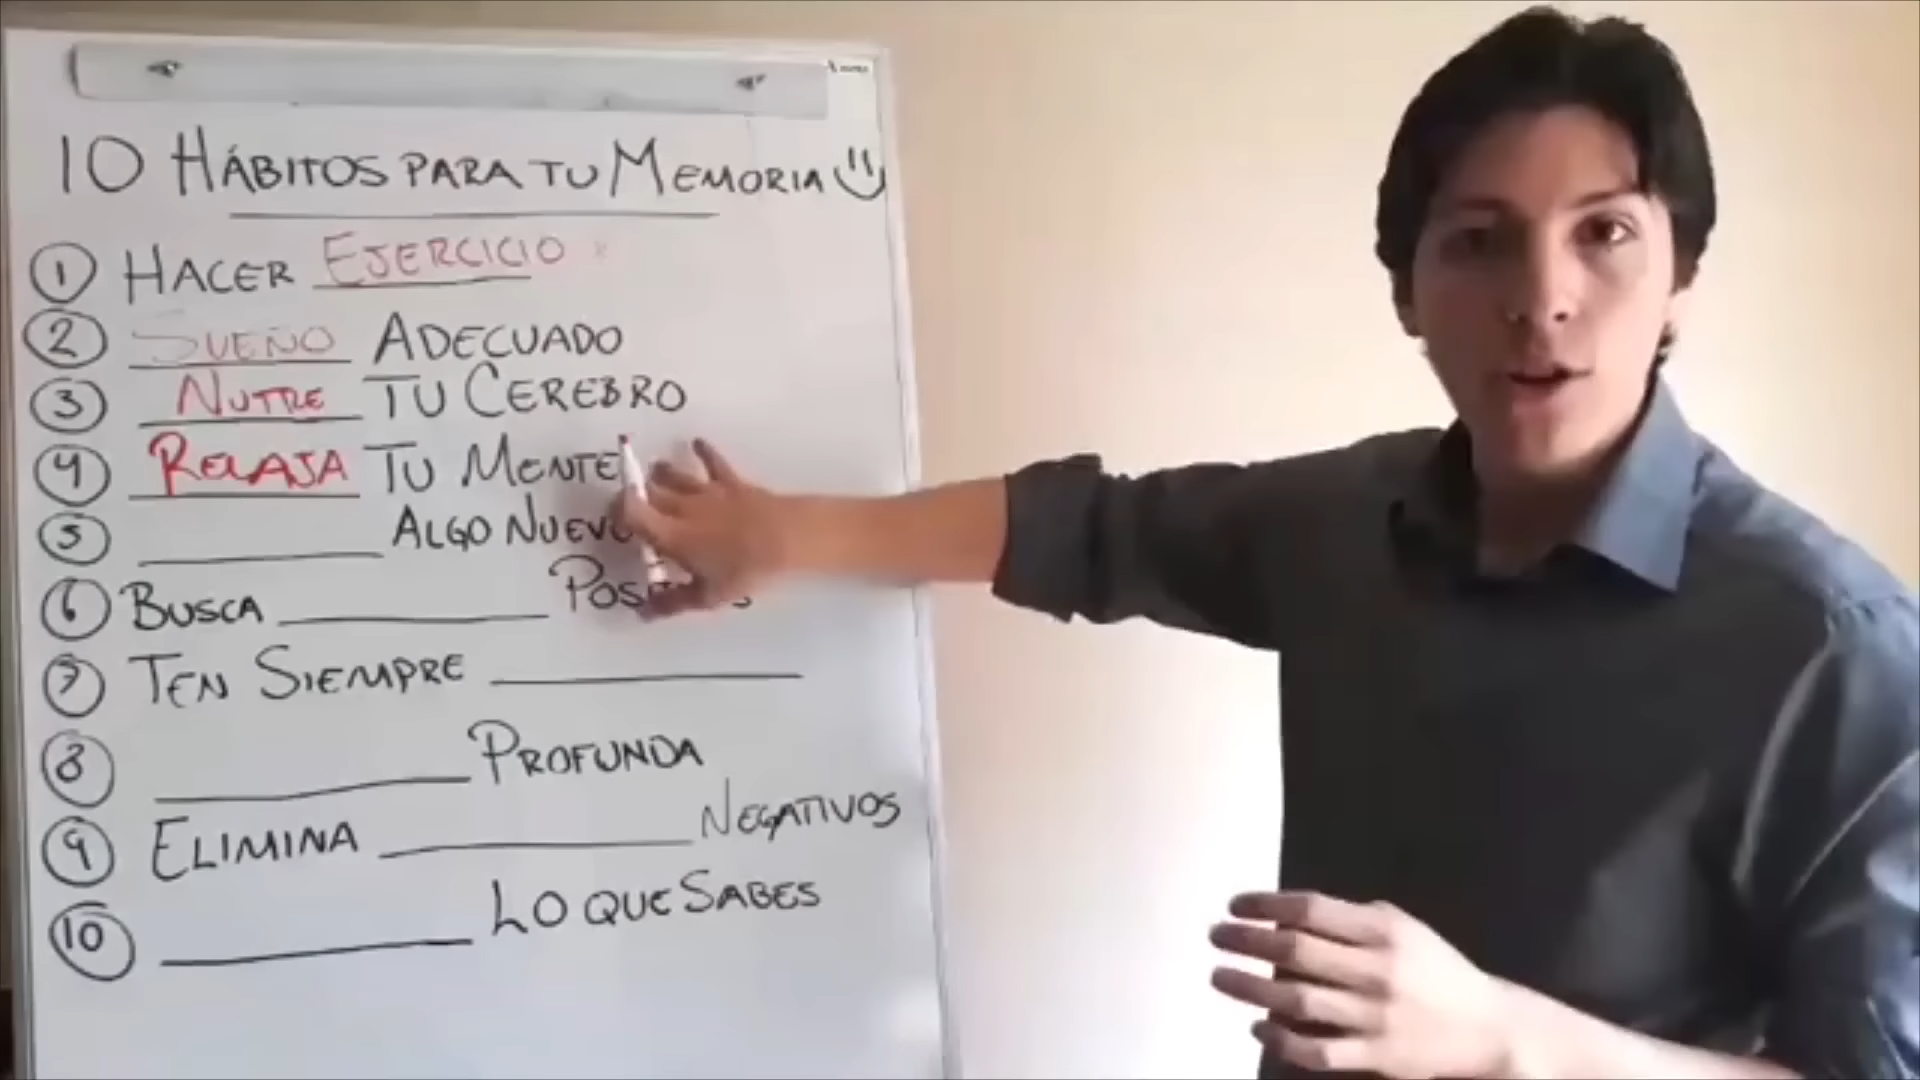 10 HÁBITOS PARA TU MEMORIA
1 HACER EJERCICIO
2 SUEÑO ADECUADO
3 NUTRE TU CEREBRO
4 RELAJA TU MENTE
5 ALGO NUEVO
6 BUSCA
7 TEN SIEMPRE
8 PROFUNDA
9 ELIMINA NEGATIVOS
10 LO QUE SABES